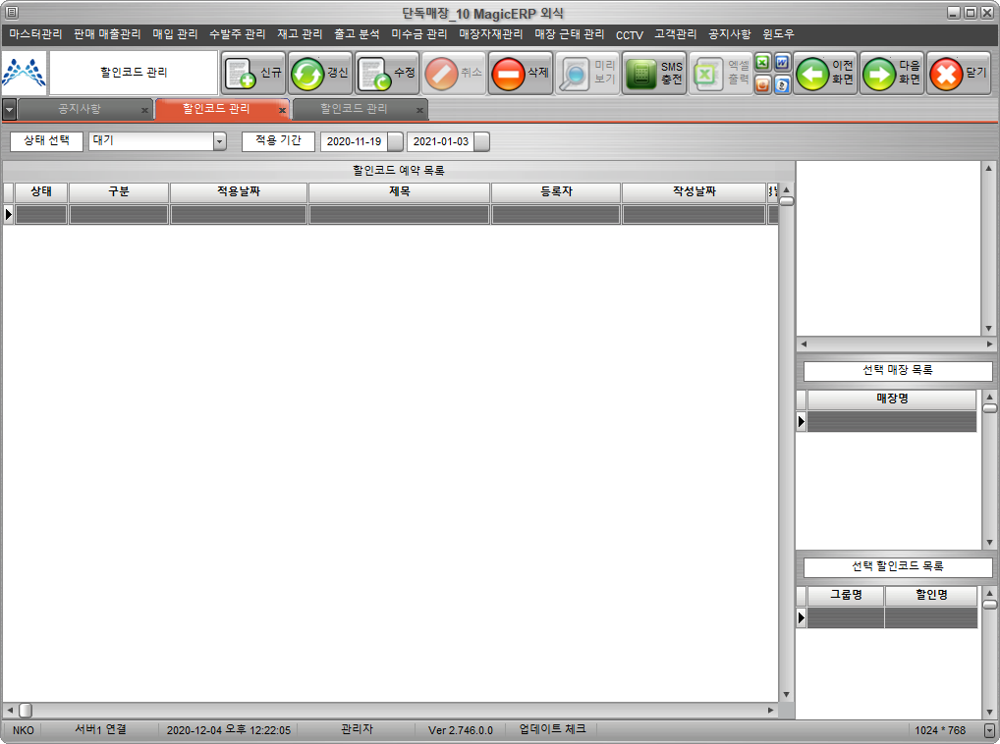 단독매장_10 MagicERP 외식
마스터관리 판매 매출관리 매입 관리 수발주 관리 재고 관리 출고 분석 미수금 관리 매장자재관리 매장 근태 관리 CCTV 고객관리 공지사항 윈도우
할인코드 관리 신규 갱신 수정 취소 삭제 미리 보기 SMS 충전 엑셀 출력 이전 화면 다음 화면 닫기
공지사항 할인코드 관리 할인코드 관리
상태 선택 대기 적용 기간 2020-11-19 2021-01-03
할인코드 예약 목록
상태 구분 적용날짜 제목 등록자 작성날짜
선택 매장 목록
매장명
선택 할인코드 목록
그룹명 할인명
NKO 서버1 연결 2020-12-04 오후 12:22:05 관리자 Ver 2.746.0.0 업데이트 체크 1024 * 768